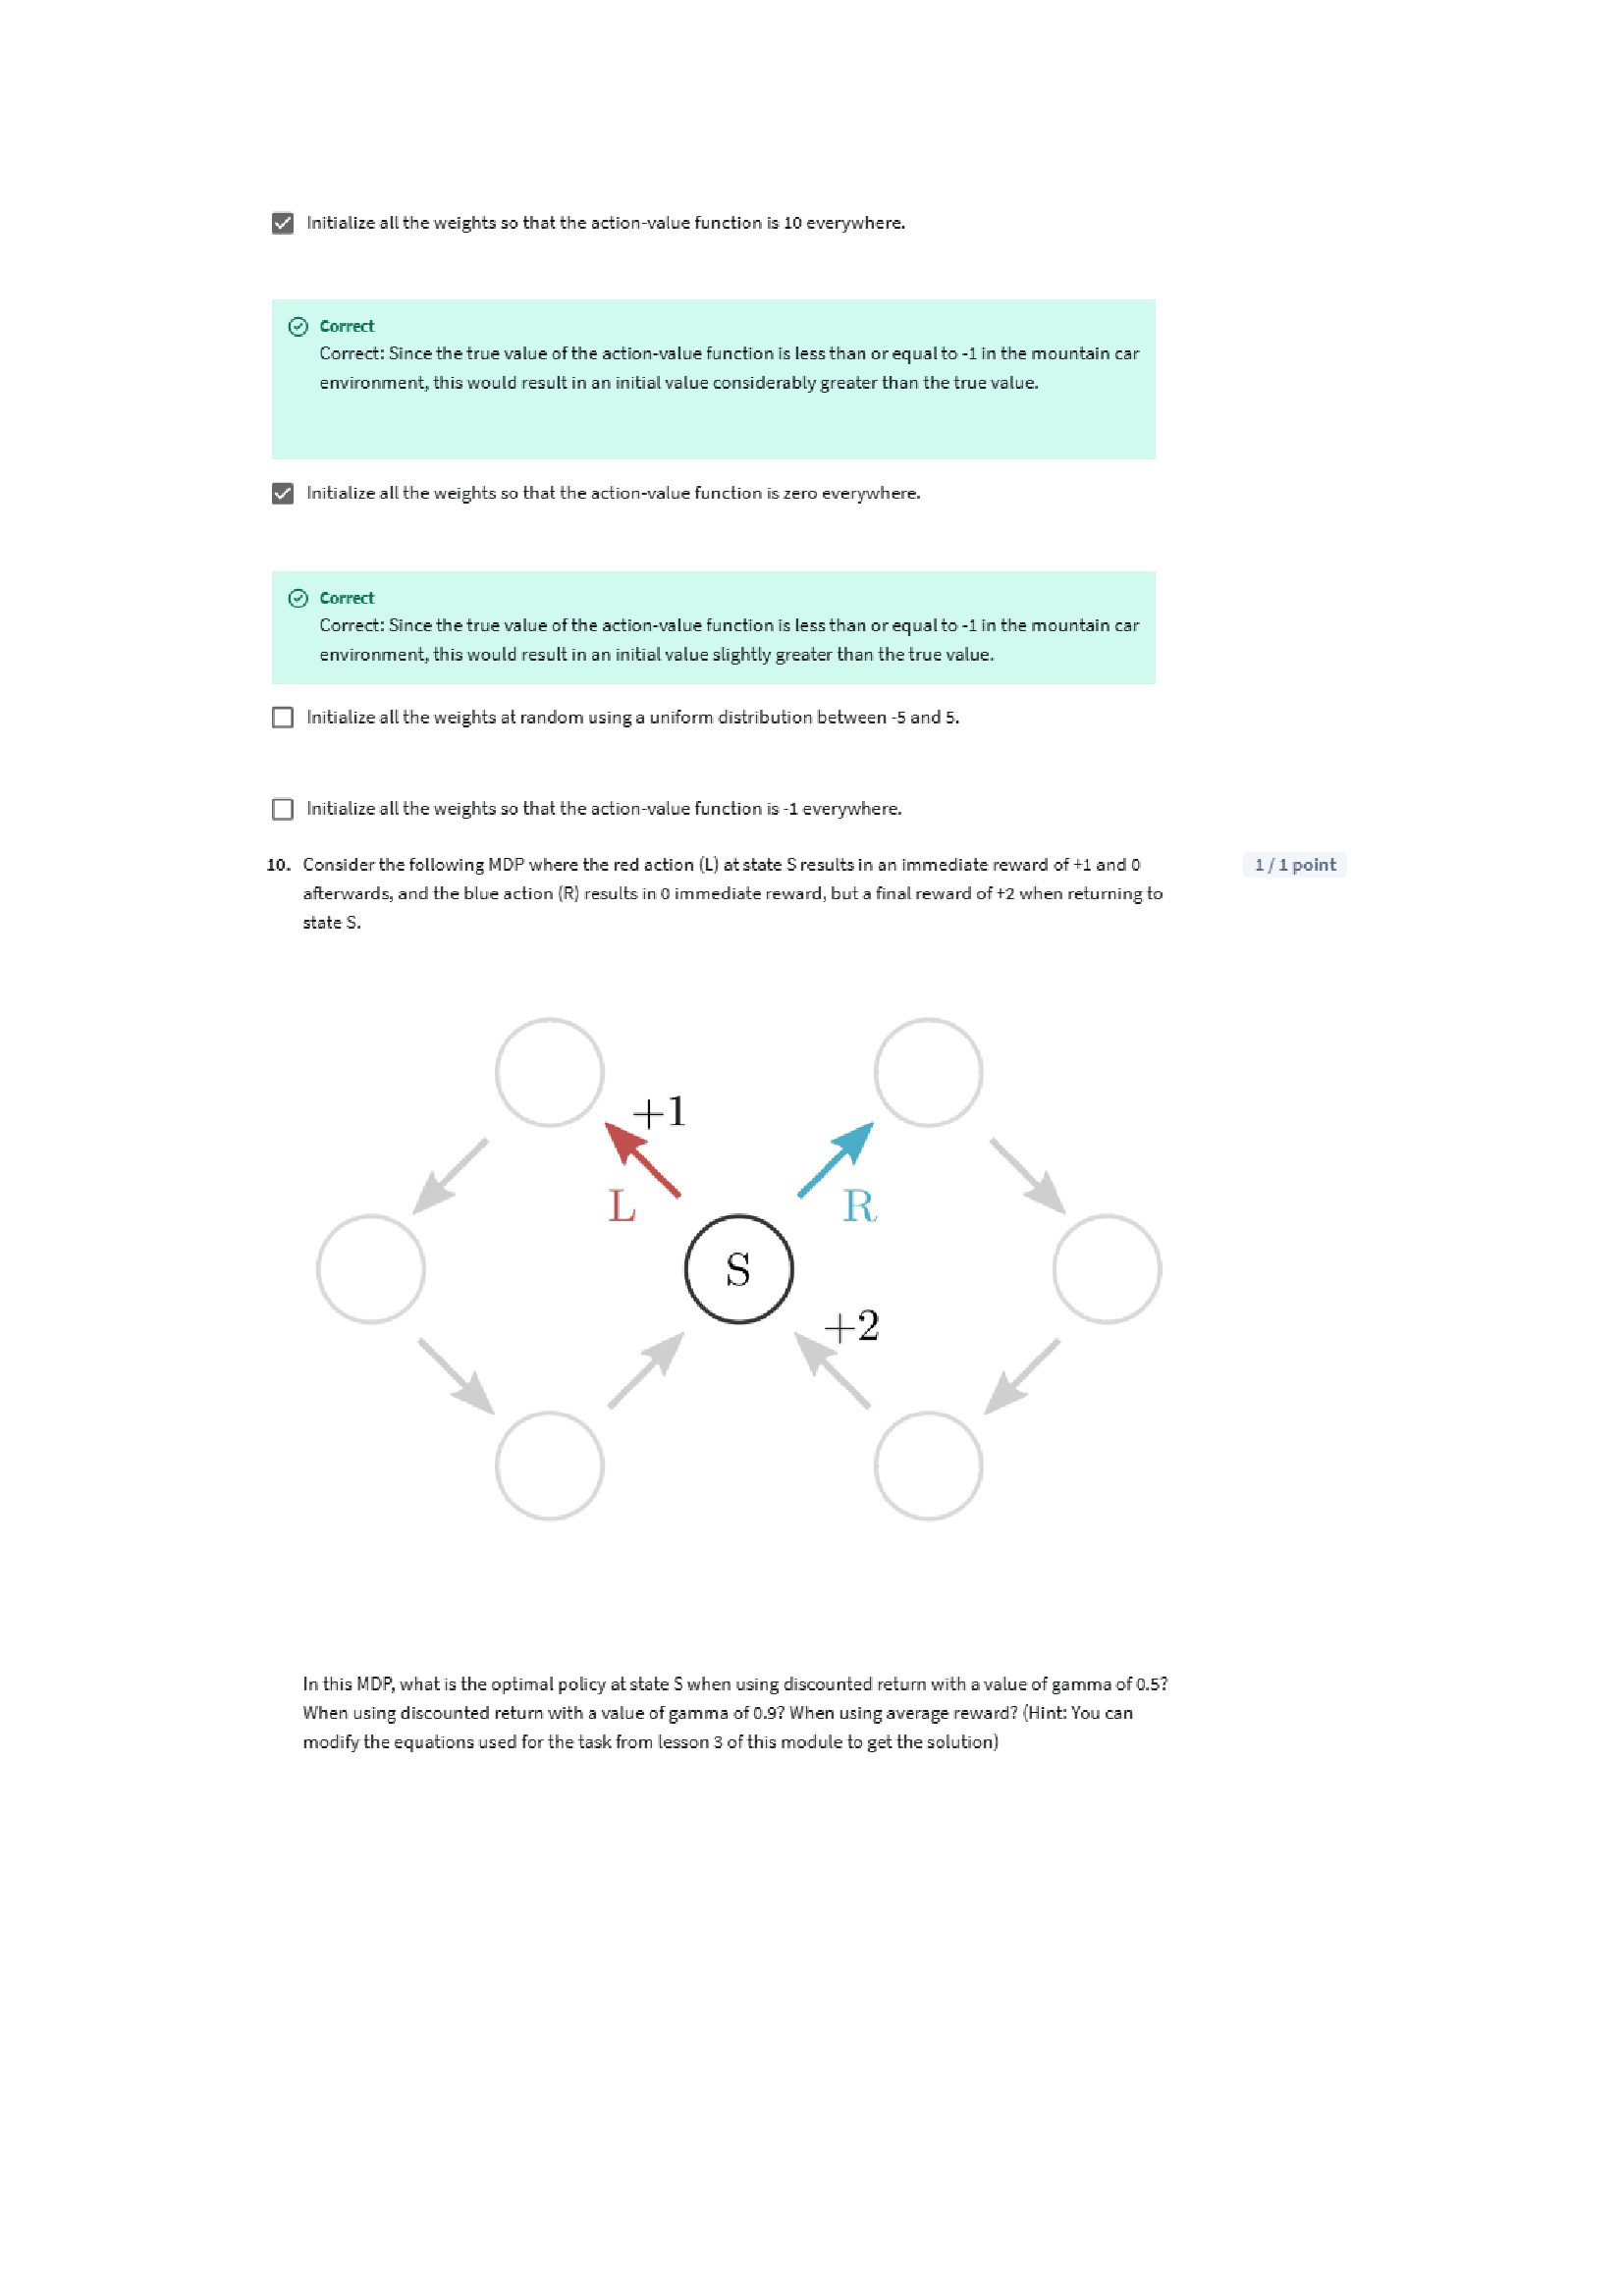 Initialize all the weights so that the action-value function is 10 everywhere.
Correct
Correct: Since the true value of the action-value function is less than or equal to -1 in the mountain car
environment, this would result in an initial value considerably greater than the true value.
Initialize all the weights so that the action-value function is zero everywhere.
Correct
Correct: Since the true value of the action-value function is less than or equal to -1 in the mountain car
environment, this would result in an initial value slightly greater than the true value.
Initialize all the weights at random using a uniform distribution between -5 and 5.
Initialize all the weights so that the action-value function is -1 everywhere.
10. Consider the following MDP where the red action (L) at state S results in an immediate reward of +1 and 0
1 / 1 point
afterwards, and the blue action (R) results in 0 immediate reward, but a final reward of +2 when returning to
state S.
+1
L
R
S
+2
In this MDP, what is the optimal policy at state S when using discounted return with a value of gamma of 0.5?
When using discounted return with a value of gamma of 0.9? When using average reward? (Hint: You can
modify the equations used for the task from lesson 3 of this module to get the solution)